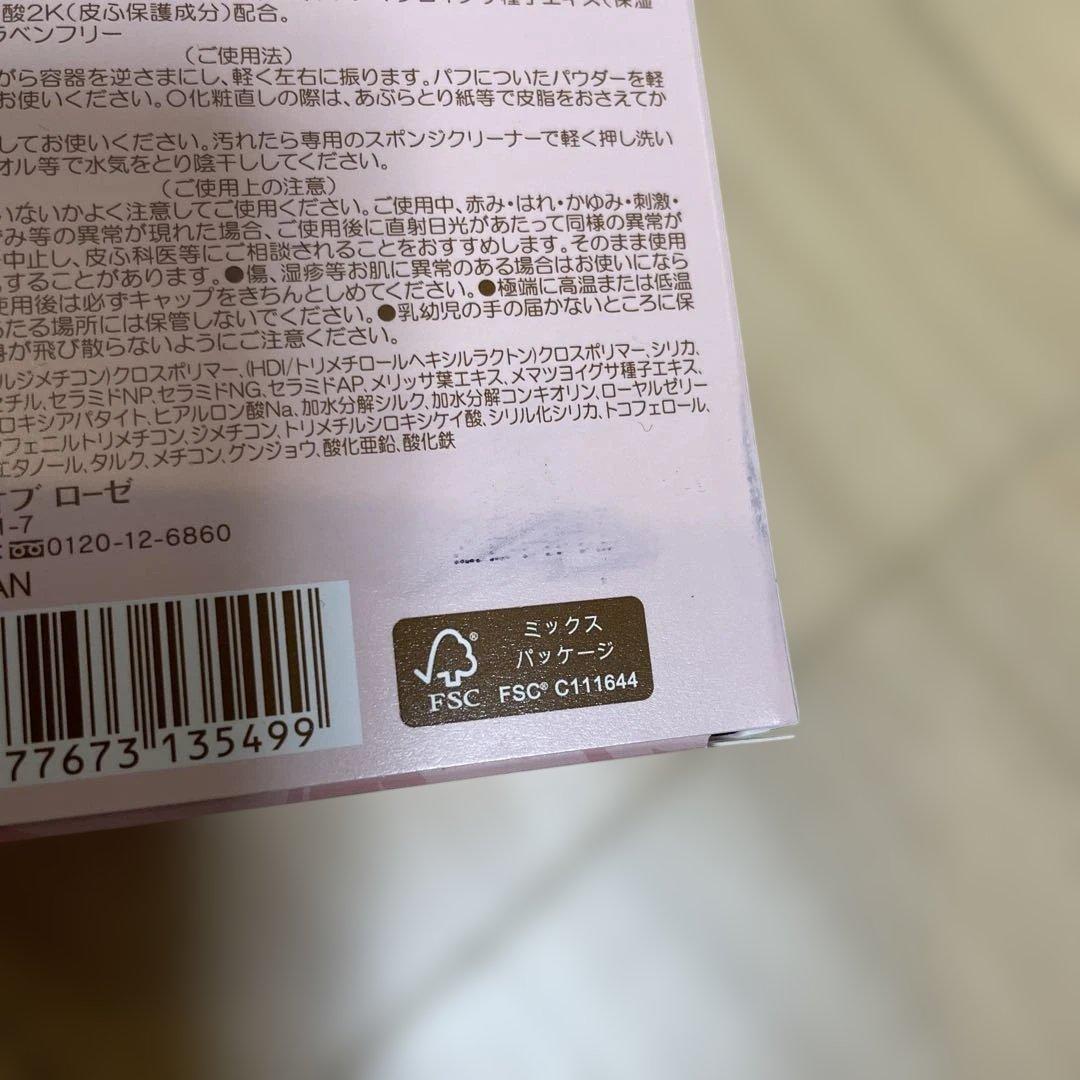 酸2K(皮ふ保護成分)配合。
ラベンフリー
〈ご使用法〉
がら容器を逆さまにし、軽く左右に振ります。パフについたパウダーを軽
お使いください。○化粧直しの際は、あぶらとり紙等で皮脂をおさえてか
してお使いください。汚れたら専用のスポンジクリーナーで軽く押し洗い
オル等で水気をとり陰干ししてください。
〈ご使用上の注意〉
いないかよく注意してご使用ください。ご使用中、赤み・はれ・かゆみ・刺激・
ずみ等の異常が現れた場合、ご使用後に直射日光があたって同様の異常が
中止し、皮ふ科医等にご相談されることをおすすめします。そのまま使用
することがあります。●傷、湿疹等お肌に異常のある場合はお使いになら
使用後は必ずキャップをきちんとしめてください。●極端に高温または低温
あたる場所には保管しないでください。●乳幼児の手の届かないところに保
が飛び散らないようにご注意ください。
ルジメチコン)クロスポリマー、(HDI/トリメチロールヘキシルラクトン)クロスポリマー、シリカ、
セチル、セラミドNP、セラミドNG、セラミドAP、メリッサ葉エキス、メマツヨイグサ種子エキス、
ロキシアパタイト、ヒアルロン酸Na、加水分解シルク、加水分解コンキオリン、ローヤルゼリー
フェニルトリメチコン、ジメチコン、トリメチルシロキシケイ酸、シリル化シリカ、トコフェロール、
エタノール、タルク、メチコン、グンジョウ、酸化亜鉛、酸化鉄
オブ ローゼ
1-7
0120-12-6860
AN
77673 135499
ミックス
パッケージ
FSC
FSC® C111644